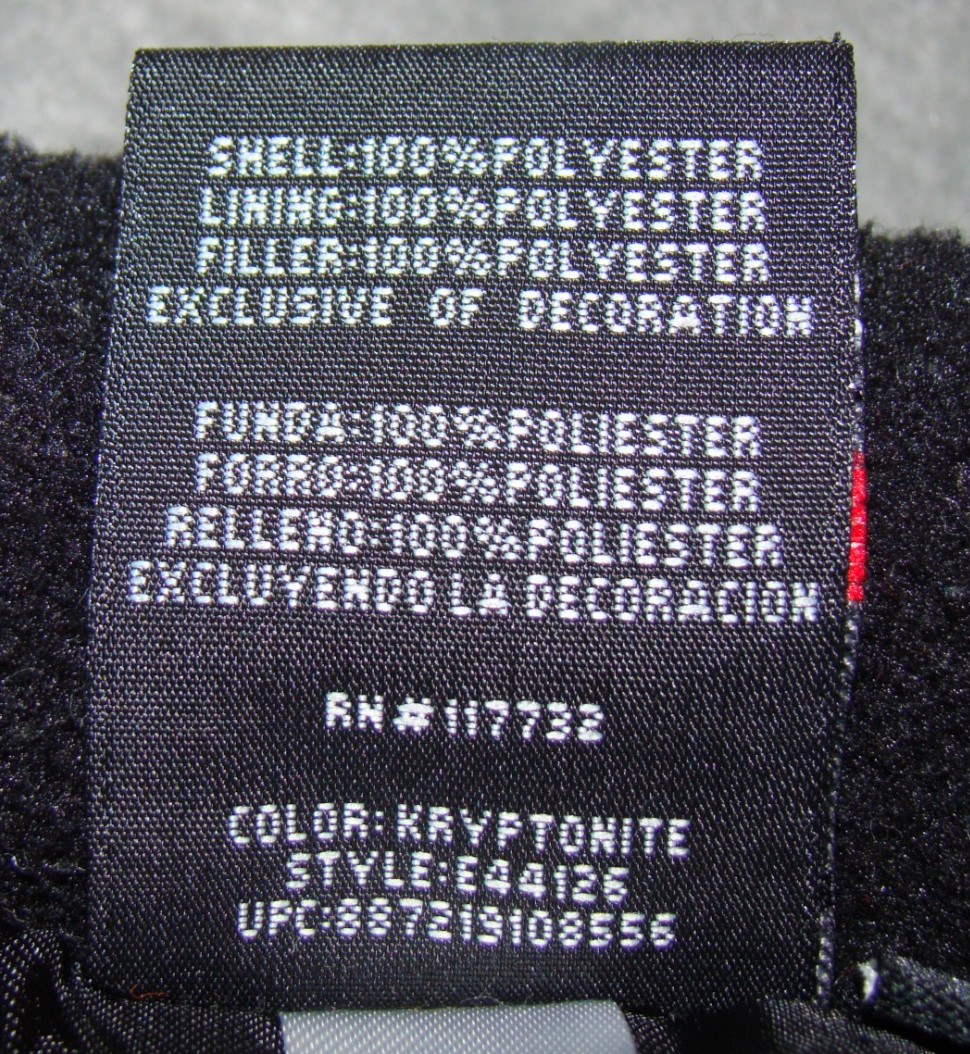 SHELL:100%POLYESTER
LINING:100%POLYESTER
FILLER:100%POLYESTER
EXCLUSIVE OF DECORATION
FUNDA:100%POLIESTER
FORRO:100%POLIESTER
RELLENO:100%POLIESTER
EXCLUYENDO LA DECORACION
RN#117732
COLOR:KRYPTONITE
STYLE:E44126
UPC:887219108556